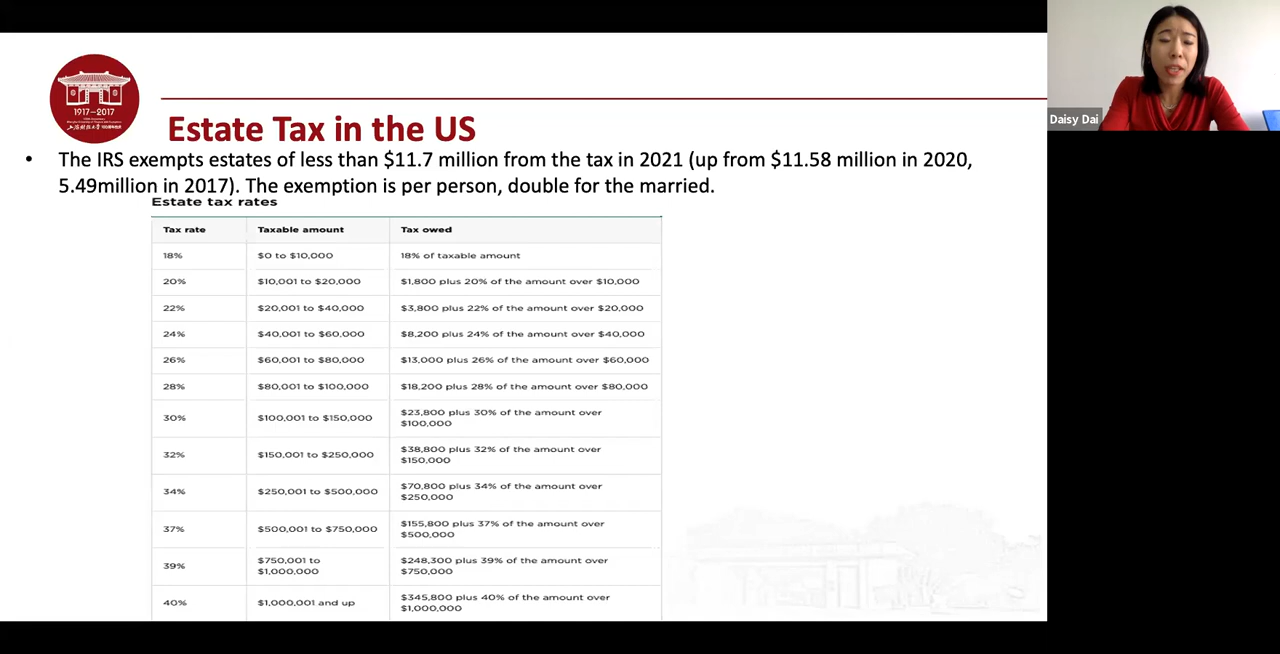 1917-2017
Estate Tax in the US
• The IRS exempts estates of less than $11.7 million from the tax in 2021 (up from $11.58 million in 2020,
5.49million in 2017). The exemption is per person, double for the married.
Estate tax rates
Tax rate Taxable amount Tax owed
18% $0 to $10,000 18% of taxable amount
20% $10,001 to $20,000 $1,800 plus 20% of the amount over $10,000
22% $20,001 to $40,000 $3,800 plus 22% of the amount over $20,000
24% $40,001 to $60,000 $8,200 plus 24% of the amount over $40,000
26% $60,001 to $80,000 $13,000 plus 26% of the amount over $60,000
28% $80,001 to $100,000 $18,200 plus 28% of the amount over $80,000
30% $100,001 to $150,000 $23,800 plus 30% of the amount over
$100,000
32% $150,001 to $250,000 $38,800 plus 32% of the amount over
$150,000
34% $250,001 to $500,000 $70,800 plus 34% of the amount over
$250,000
37% $500,001 to $750,000 $155,800 plus 37% of the amount over
$500,000
39% $750,001 to
$1,000,000 $248,300 plus 39% of the amount over
$750,000
40% $1,000,001 and up $345,800 plus 40% of the amount over
$1,000,000
Daisy Dai